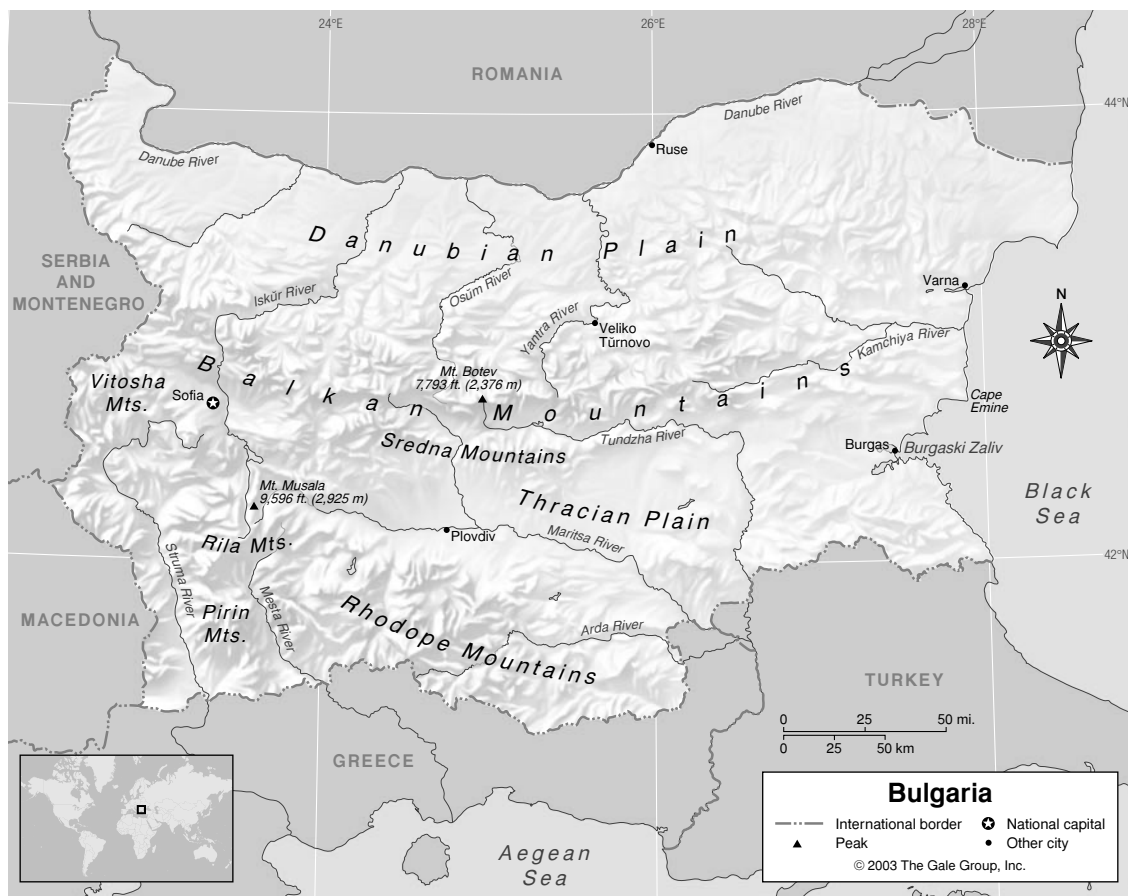 24°E
26°E
28°E
ROMANIA
44°N
Danube River
Ruse
Danube River
Danubian Plain
SERBIA
AND
MONTENEGRO
Iskŭr River
Osŭm River
Varna
Yantra River
Veliko
Tŭrnovo
N
Kamchiya River
Balkan Mountains
Mt. Botev
7,793 ft. (2,376 m)
Vitosha
Mts.
Sofia
Cape
Emine
Tundzha River
Sredna Mountains
Burgas
Burgaski Zaliv
Mt. Musala
9,596 ft. (2,925 m)
Thracian Plain
Black
Sea
Plovdiv
Maritsa River
Rila Mts.
42°N
Struma River
Mesta River
MACEDONIA
Pirin
Mts.
Rhodope Mountains
Arda River
TURKEY
0 25 50 mi.
0 25 50 km
GREECE
Aegean
Sea
Bulgaria
International border
National capital
Peak
Other city
© 2003 The Gale Group, Inc.